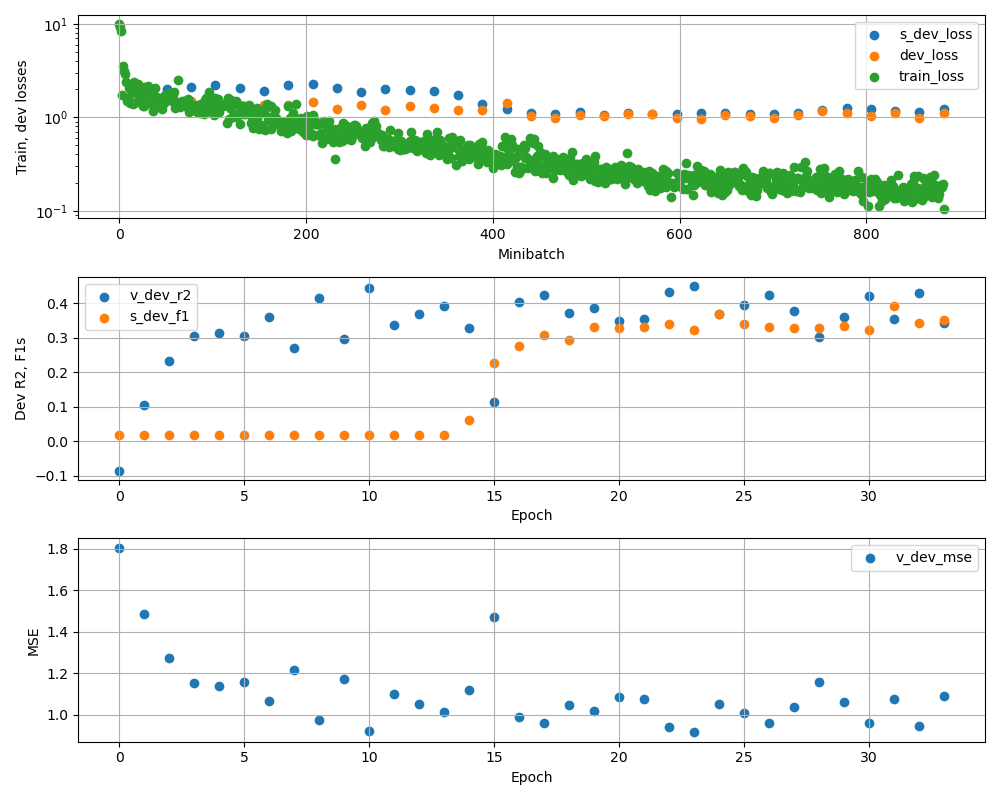 Train, dev losses
10¹
10⁰
10⁻¹
s_dev_loss
dev_loss
train_loss
0 200 400 600 800
Minibatch
Dev R2, F1s
0.4
0.3
0.2
0.1
0.0
−0.1
v_dev_r2
s_dev_f1
0 5 10 15 20 25 30
Epoch
MSE
1.8
1.6
1.4
1.2
1.0
v_dev_mse
0 5 10 15 20 25 30
Epoch